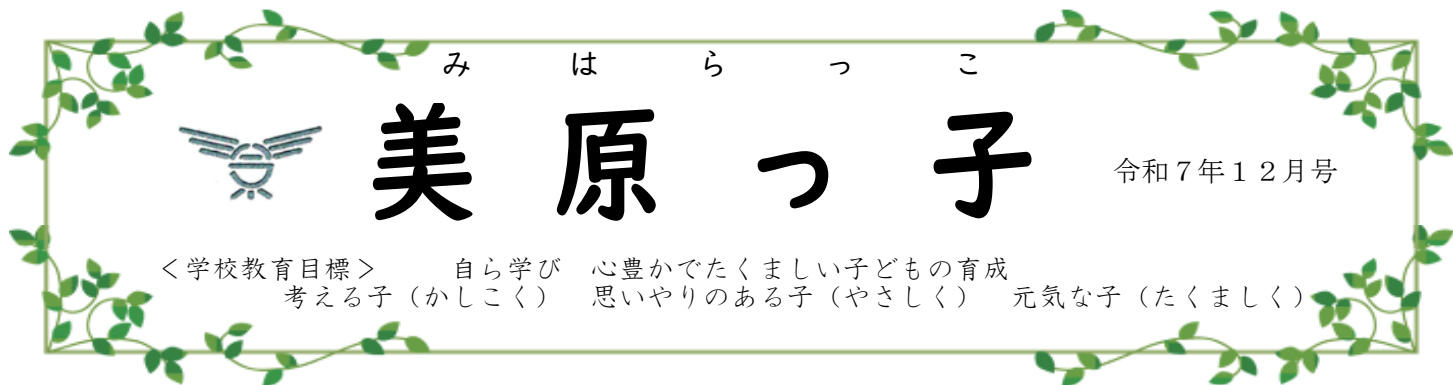 みはらっこ
美原っ子
令和７年１２月号
＜学校教育目標＞　　自ら学び　心豊かでたくましい子どもの育成
考える子（かしこく）　思いやりのある子（やさしく）　元気な子（たくましく）